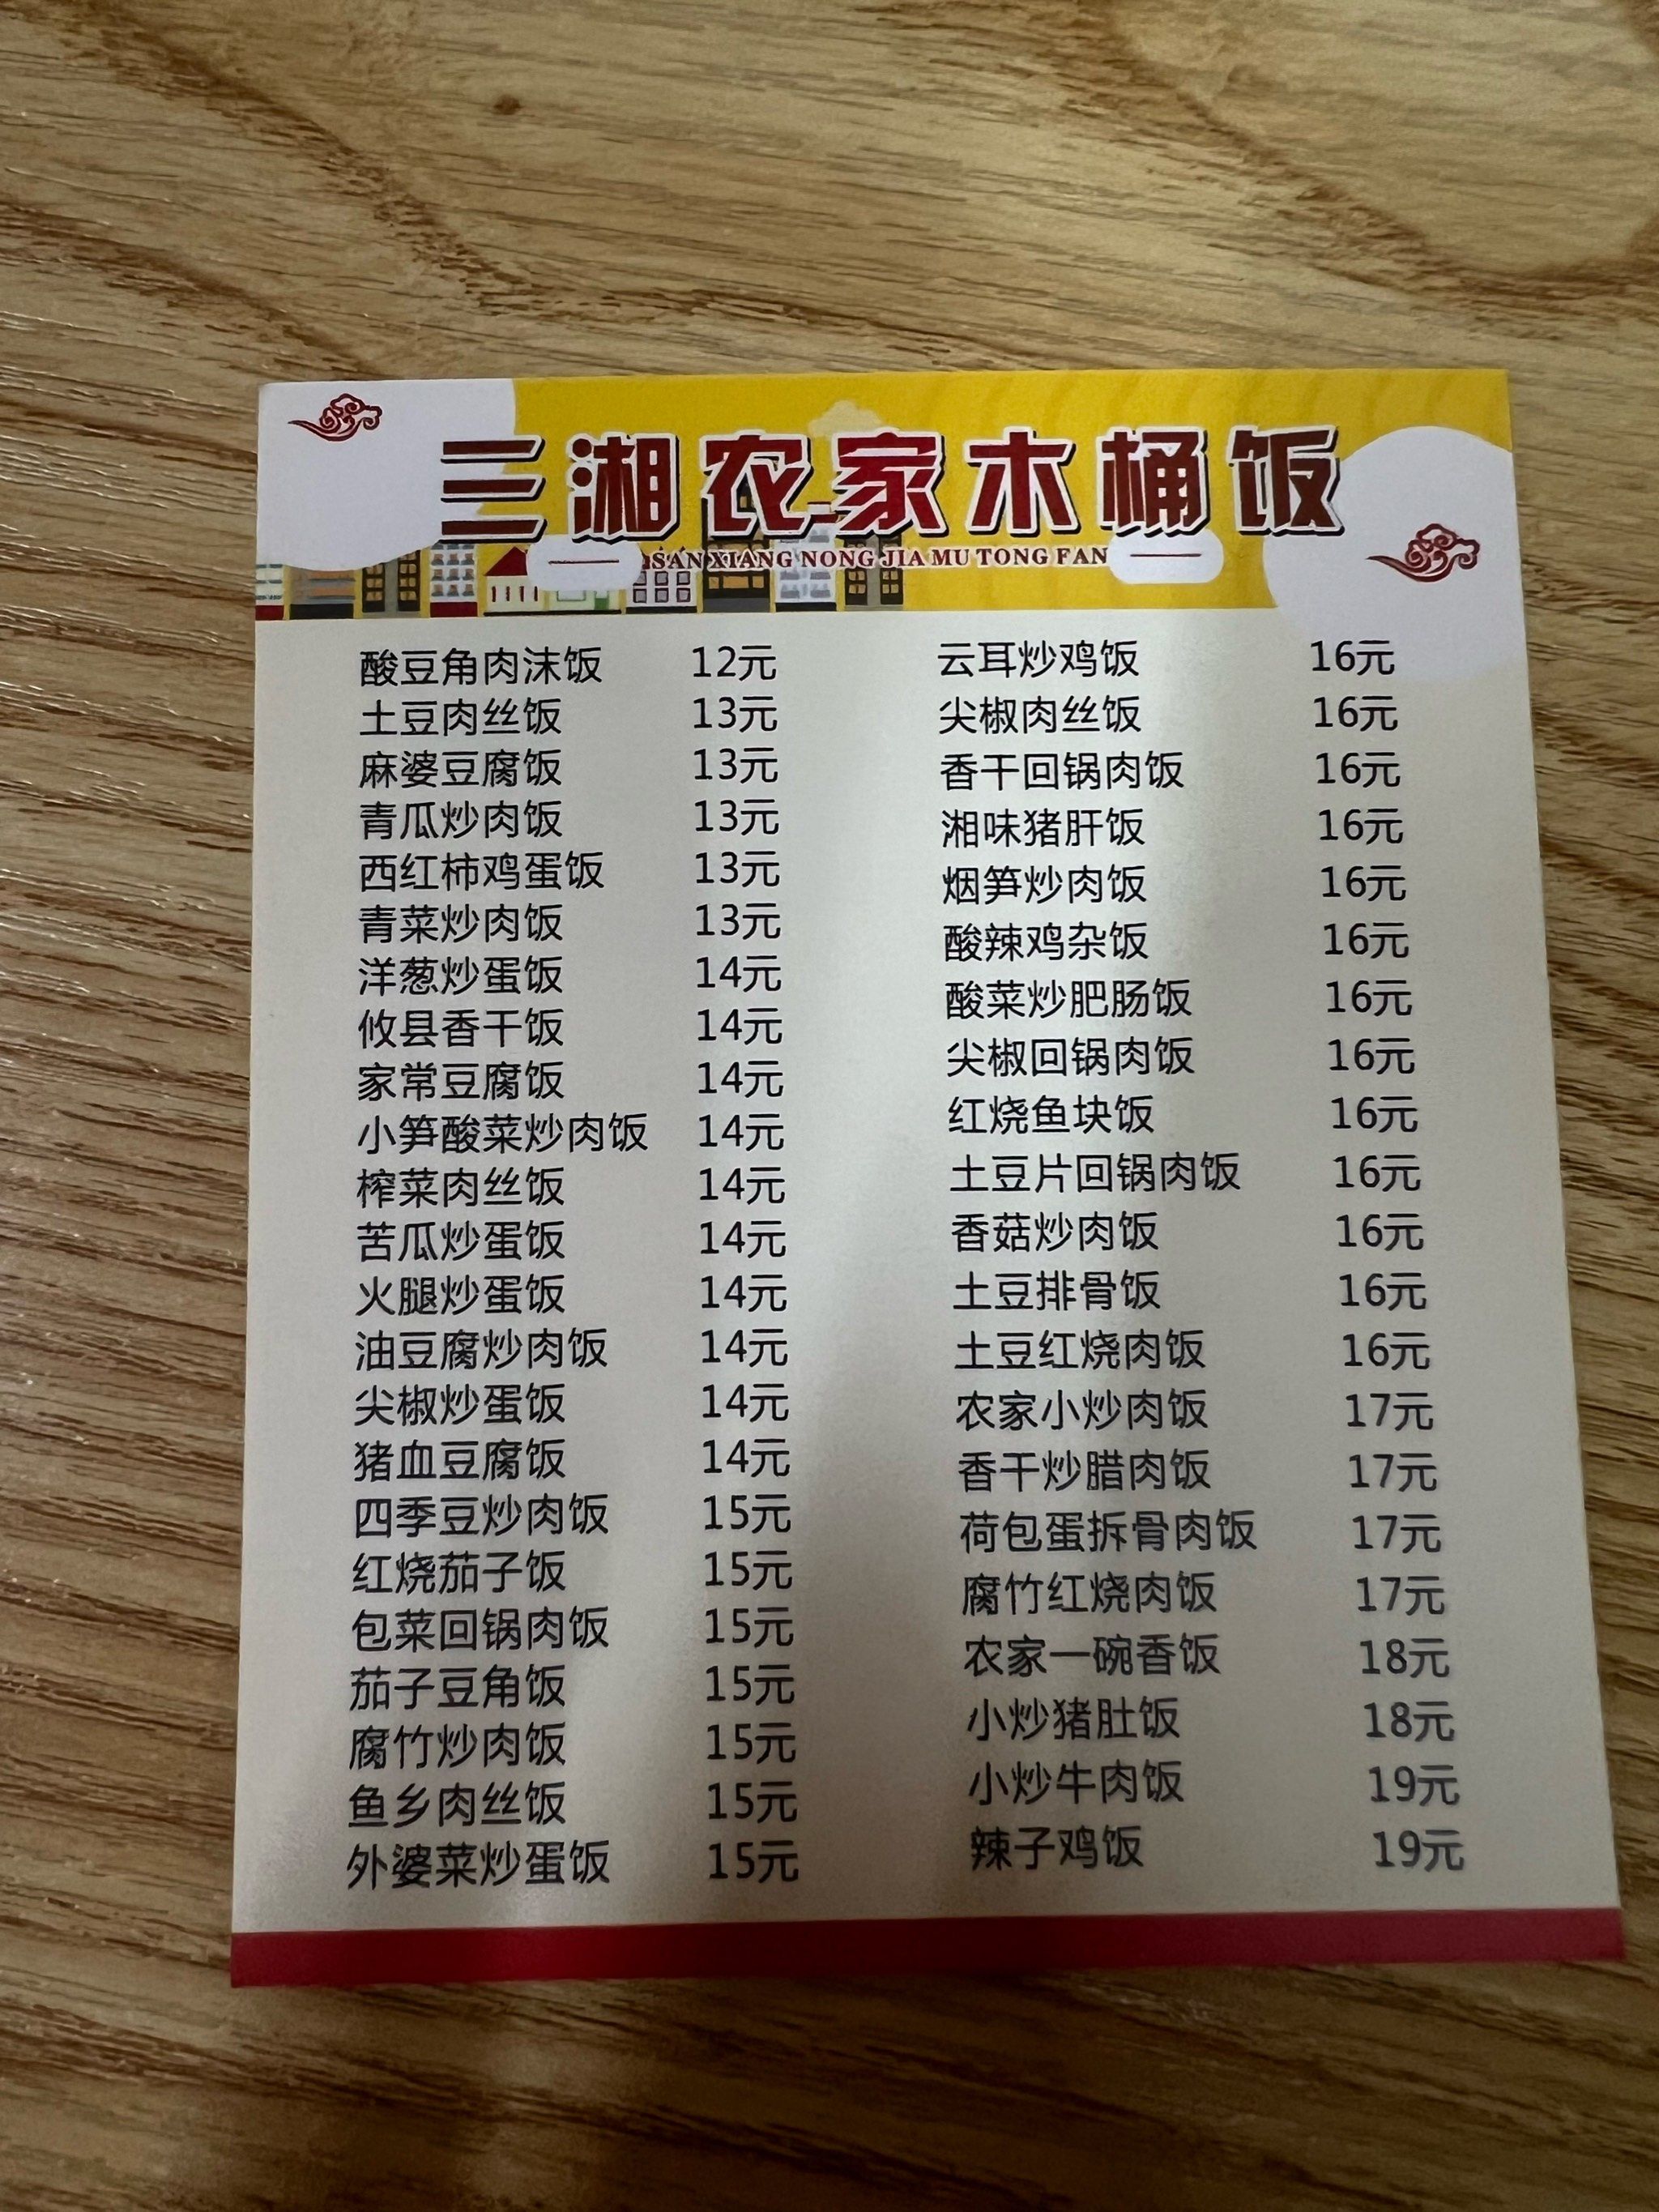 三湘农家木桶饭
SAN XIANG NONG JIA MU TONG FAN
酸豆角肉沫饭 12元
土豆肉丝饭 13元
麻婆豆腐饭 13元
青瓜炒肉饭 13元
西红柿鸡蛋饭 13元
青菜炒肉饭 13元
洋葱炒蛋饭 14元
攸县香干饭 14元
家常豆腐饭 14元
小笋酸菜炒肉饭 14元
榨菜肉丝饭 14元
苦瓜炒蛋饭 14元
火腿炒蛋饭 14元
油豆腐炒肉饭 14元
尖椒炒蛋饭 14元
猪血豆腐饭 14元
四季豆炒肉饭 15元
红烧茄子饭 15元
包菜回锅肉饭 15元
茄子豆角饭 15元
腐竹炒肉饭 15元
鱼乡肉丝饭 15元
外婆菜炒蛋饭 15元
云耳炒鸡饭 16元
尖椒肉丝饭 16元
香干回锅肉饭 16元
湘味猪肝饭 16元
烟笋炒肉饭 16元
酸辣鸡杂饭 16元
酸菜炒肥肠饭 16元
尖椒回锅肉饭 16元
红烧鱼块饭 16元
土豆片回锅肉饭 16元
香菇炒肉饭 16元
土豆排骨饭 16元
土豆红烧肉饭 16元
农家小炒肉饭 17元
香干炒腊肉饭 17元
荷包蛋拆骨肉饭 17元
腐竹红烧肉饭 17元
农家一碗香饭 18元
小炒猪肚饭 18元
小炒牛肉饭 19元
辣子鸡饭 19元